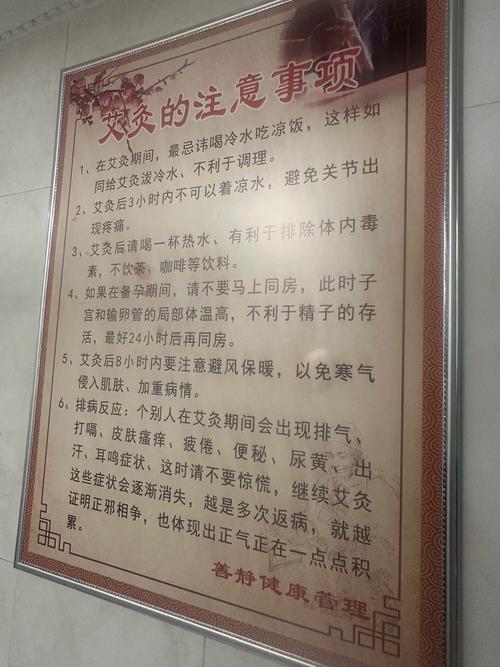 艾灸的注意事项
1、在艾灸期间，最忌讳喝冷水吃凉饭，这样如
同给艾灸泼冷水、不利于调理。
2、艾灸后3小时内不可以着凉水，避免关节出
现疼痛。
3、艾灸后请喝一杯热水、有利于排除体内毒
素，不饮茶、咖啡等饮料。
4、如果在备孕期间，请不要马上同房，此时子
宫和输卵管的局部体温高，不利于精子的存
活，最好24小时后再同房。
5、艾灸后8小时内要注意避风保暖，以免寒气
侵入肌肤、加重病情。
6、排病反应：个别人在艾灸期间会出现排气、
打嗝、皮肤瘙痒、疲倦、便秘、尿黄、出
汗、耳鸣症状、这时请不要惊慌，继续艾灸
这些症状会逐渐消失，越是多次返病，就越
证明正邪相争，也体现出正气正在一点点积
累。
善静健康管理